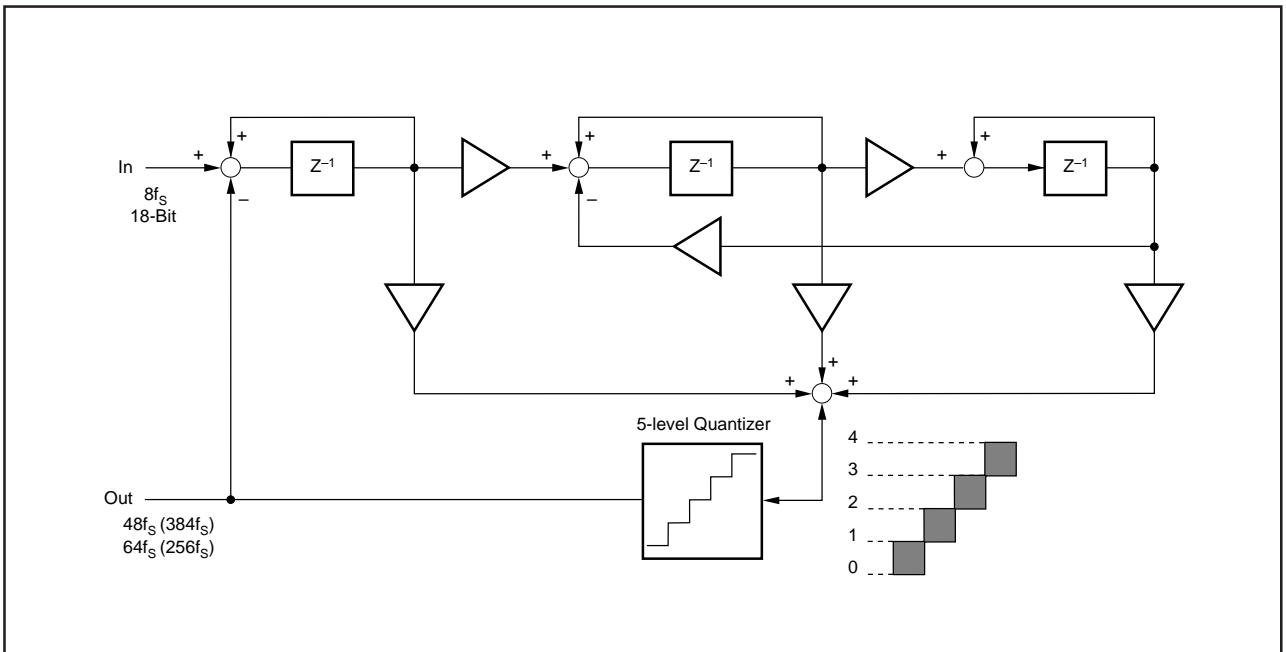 + + +
In + Z⁻¹ + Z⁻¹ + Z⁻¹
8fS
18-Bit
– –
+
+ +
5-level Quantizer
4
3
2
1
0
Out
48fS (384fS)
64fS (256fS)